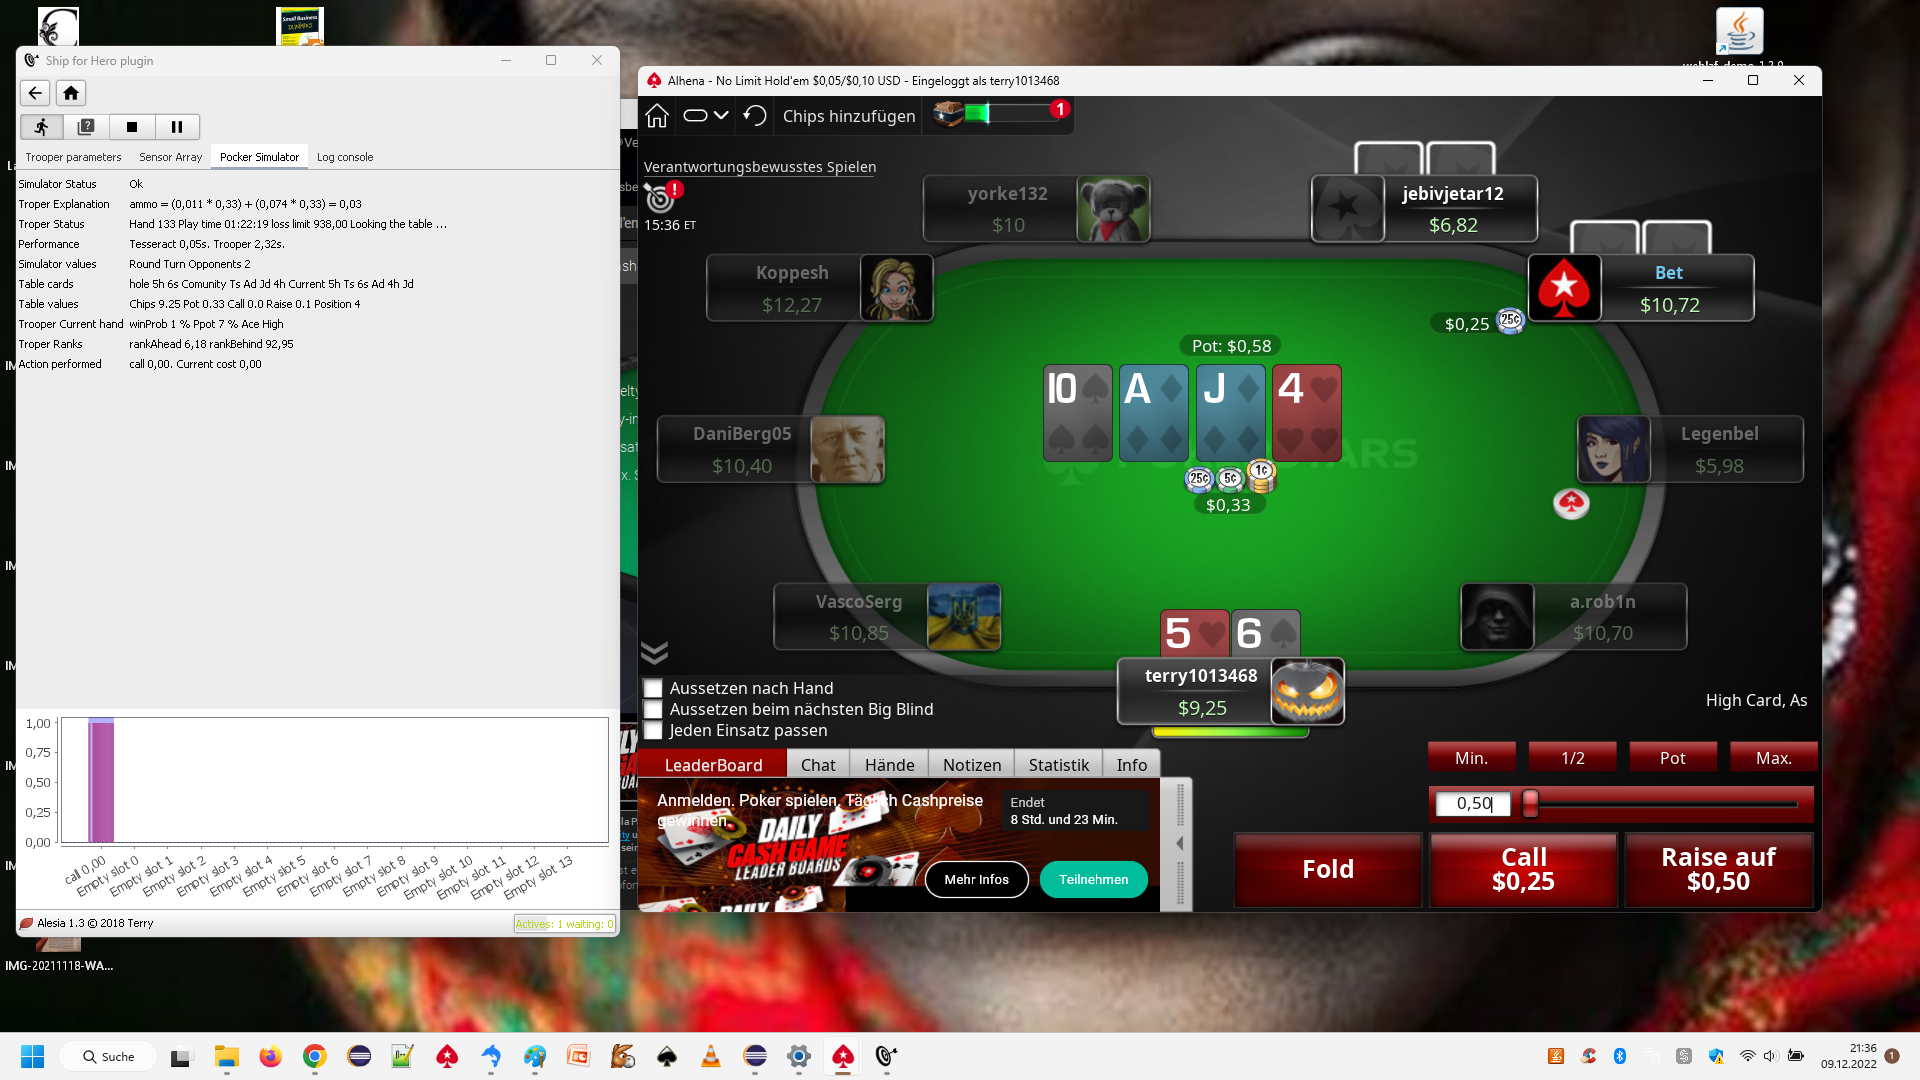 Ship for Hero plugin
Trooper parameters
Sensor Array
Pocker Simulator
Log console
Simulator Status Ok
Troper Explanation ammo = (0,011 * 0,33) + (0,074 * 0,33) = 0,03
Troper Status Hand 133 Play time 01:22:19 loss limit 938,00 Looking the table ...
Performance Tesseract 0,05s. Trooper 2,32s.
Simulator values Round Turn Opponents 2
Table cards hole 5h 6s Comunity Ts Ad Jd 4h Current 5h Ts 6s Ad 4h Jd
Table values Chips 9.25 Pot 0.33 Call 0.0 Raise 0.1 Position 4
Trooper Current hand winProb 1 % Ppot 7 % Ace High
Troper Ranks rankAhead 6,18 rankBehind 92,95
Action performed call 0,00. Current cost 0,00
1,00
0,75
0,50
0,25
0,00
call 0,00
Empty slot 0
Empty slot 1
Empty slot 2
Empty slot 3
Empty slot 4
Empty slot 5
Empty slot 6
Empty slot 7
Empty slot 8
Empty slot 9
Empty slot 10
Empty slot 11
Empty slot 12
Empty slot 13
Alesia 1.3 © 2018 Terry
Actives: 1 waiting: 0
IMG-20211118-WA...
Small Business
DUMMIES
Alhena - No Limit Hold'em $0,05/$0,10 USD - Eingeloggt als terry1013468
Chips hinzufügen
1
Verantwortungsbewusstes Spielen
!
15:36 ET
yorke132
$10
jebivjetar12
$6,82
Koppesh
$12,27
Bet
$10,72
$0,25
25¢
Pot: $0,58
10
A
J
4
DaniBerg05
$10,40
Legenbel
$5,98
25¢
5¢
1¢
$0,33
VascoSerg
$10,85
5
6
a.rob1n
$10,70
terry1013468
$9,25
Aussetzen nach Hand
Aussetzen beim nächsten Big Blind
Jeden Einsatz passen
High Card, As
LeaderBoard
Chat
Hände
Notizen
Statistik
Info
Anmelden. Poker spielen. Täglich Cashpreise
gewinnen.
Endet
8 Std. und 23 Min.
DAILY
CASH GAME
LEADER BOARDS
Mehr Infos
Teilnehmen
Min.
1/2
Pot
Max.
0,50
Fold
Call
$0,25
Raise auf
$0,50
Suche
21:36
09.12.2022
1